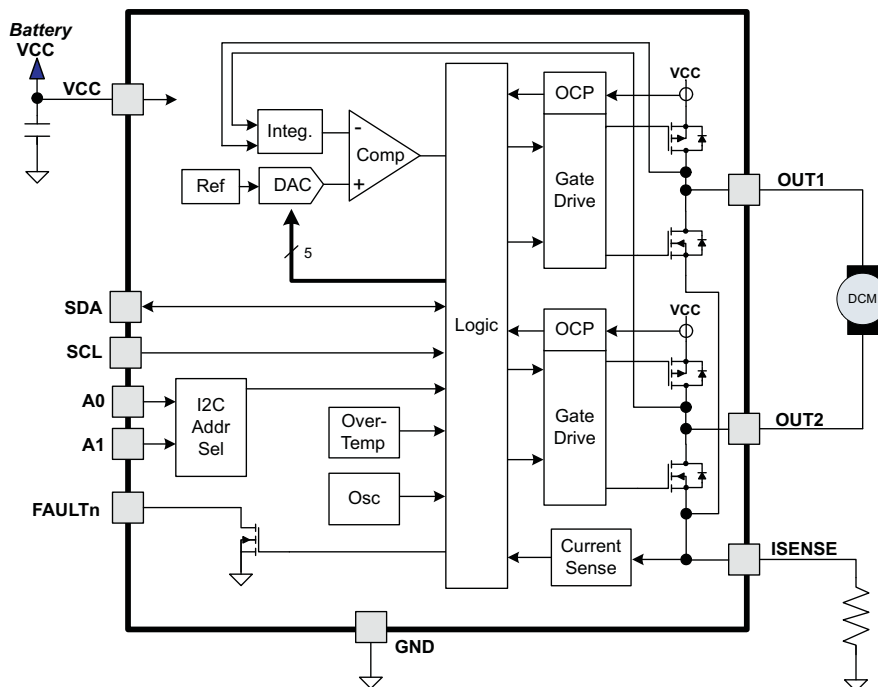 Battery
VCC
VCC
VCC
OCP
Integ.
-
Comp
+
Ref
DAC
Gate
Drive
OUT1
5
DCM
SDA
Logic
VCC
OCP
SCL
A0
I2C
Addr
Sel
A1
Over-
Temp
Gate
Drive
OUT2
Osc
FAULTn
Current
Sense
ISENSE
GND